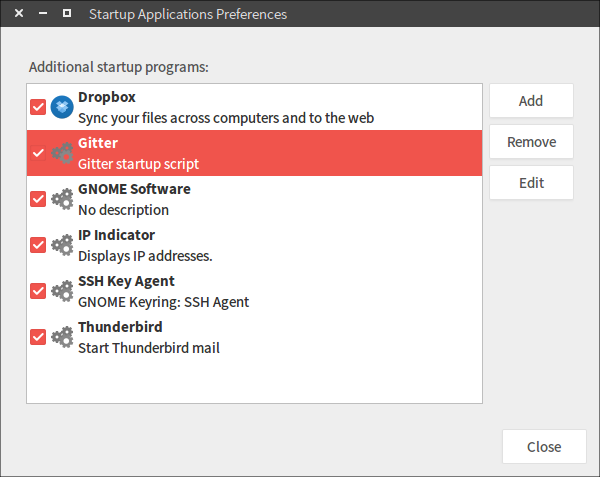 Startup Applications Preferences
Additional startup programs:
Dropbox
Sync your files across computers and to the web
Gitter
Gitter startup script
GNOME Software
No description
IP Indicator
Displays IP addresses.
SSH Key Agent
GNOME Keyring: SSH Agent
Thunderbird
Start Thunderbird mail
Add
Remove
Edit
Close